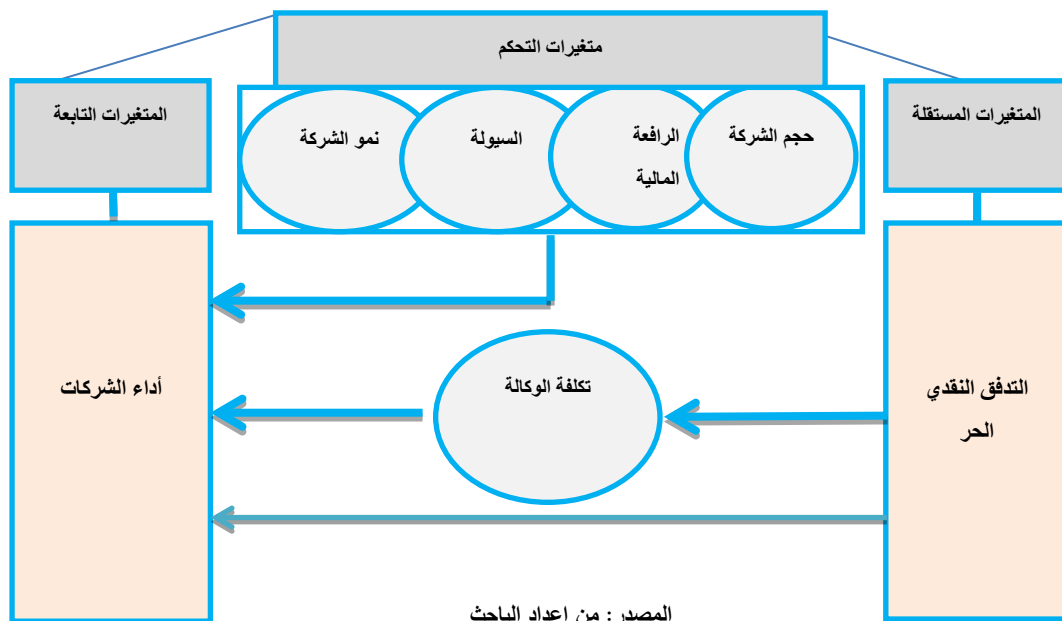 متغيرات التحكم
المتغيرات المستقلة
المتغيرات التابعة
حجم الشركة
الرافعة
المالية
السيولة
نمو الشركة
التدفق النقدي
الحر
تكلفة الوكالة
أداء الشركات
المصدر : من اعداد الباحث